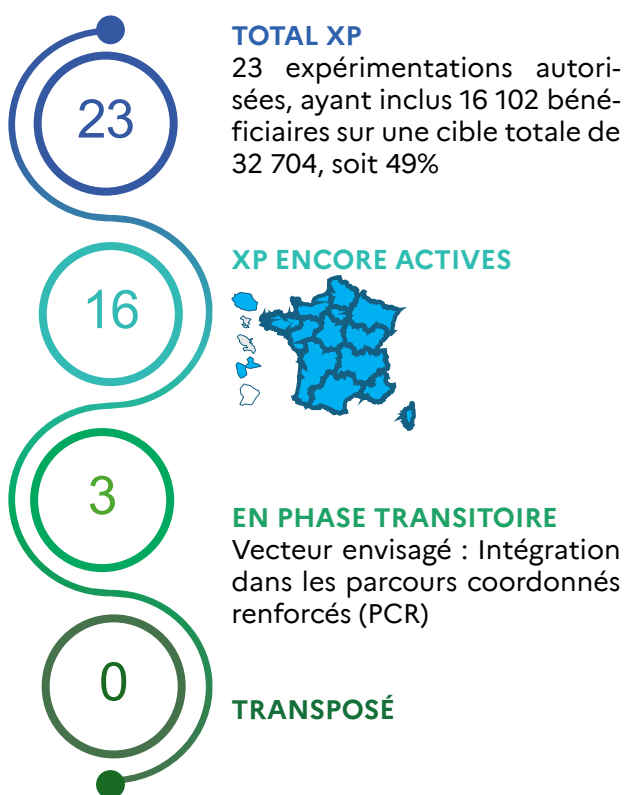 23
TOTAL XP
23 expérimentations autori-
sées, ayant inclus 16 102 béné-
ficiaires sur une cible totale de
32 704, soit 49%
16
XP ENCORE ACTIVES
3
EN PHASE TRANSITOIRE
Vecteur envisagé : Intégration
dans les parcours coordonnés
renforcés (PCR)
0
TRANSPOSÉ